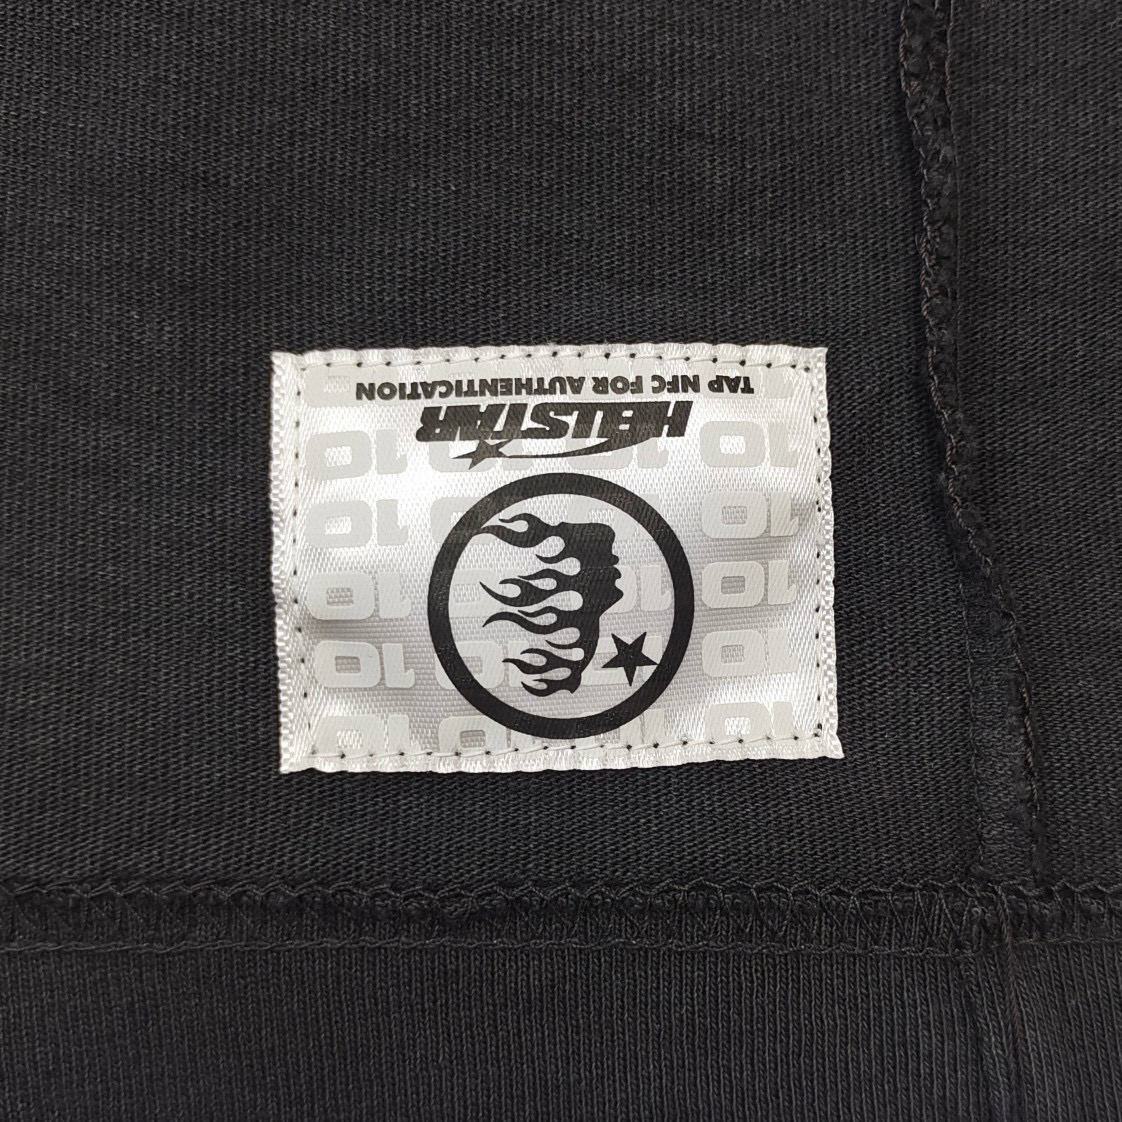 HELLSTAR
TAP NFC FOR AUTHENTICATION